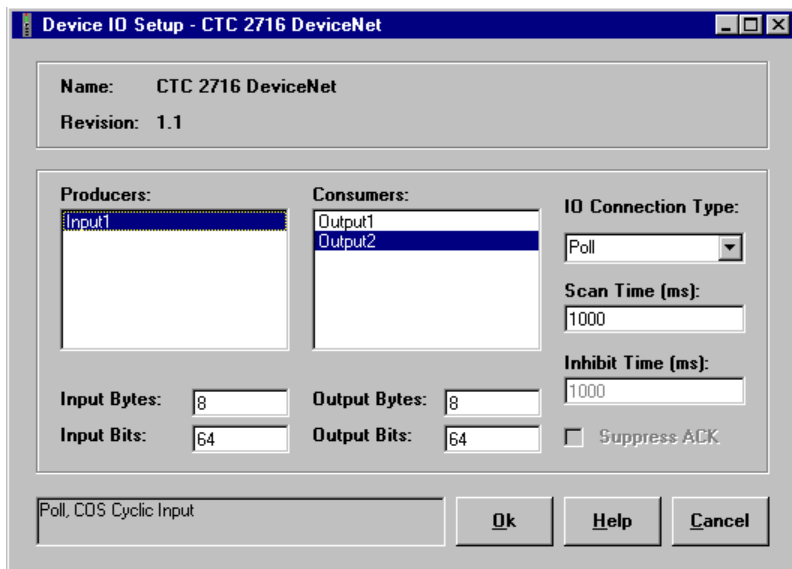 Device IO Setup - CTC 2716 DeviceNet
Name: CTC 2716 DeviceNet
Revision: 1.1
Producers:
Input1
Consumers:
Output1
Output2
IO Connection Type:
Poll
Scan Time (ms):
1000
Inhibit Time (ms):
1000
Input Bytes: 8
Output Bytes: 8
Input Bits: 64
Output Bits: 64
Suppress ACK
Poll, COS Cyclic Input
Ok
Help
Cancel